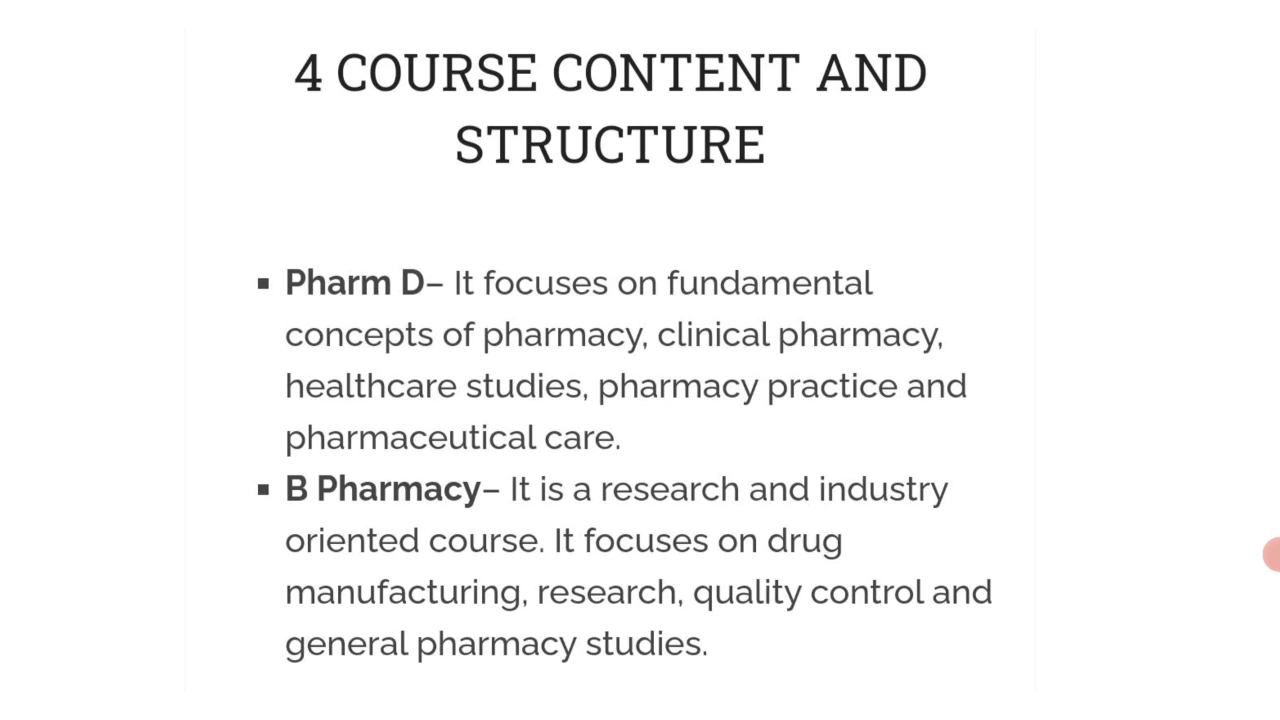 4 COURSE CONTENT AND
STRUCTURE
▪ Pharm D– It focuses on fundamental
concepts of pharmacy, clinical pharmacy,
healthcare studies, pharmacy practice and
pharmaceutical care.
▪ B Pharmacy– It is a research and industry
oriented course. It focuses on drug
manufacturing, research, quality control and
general pharmacy studies.